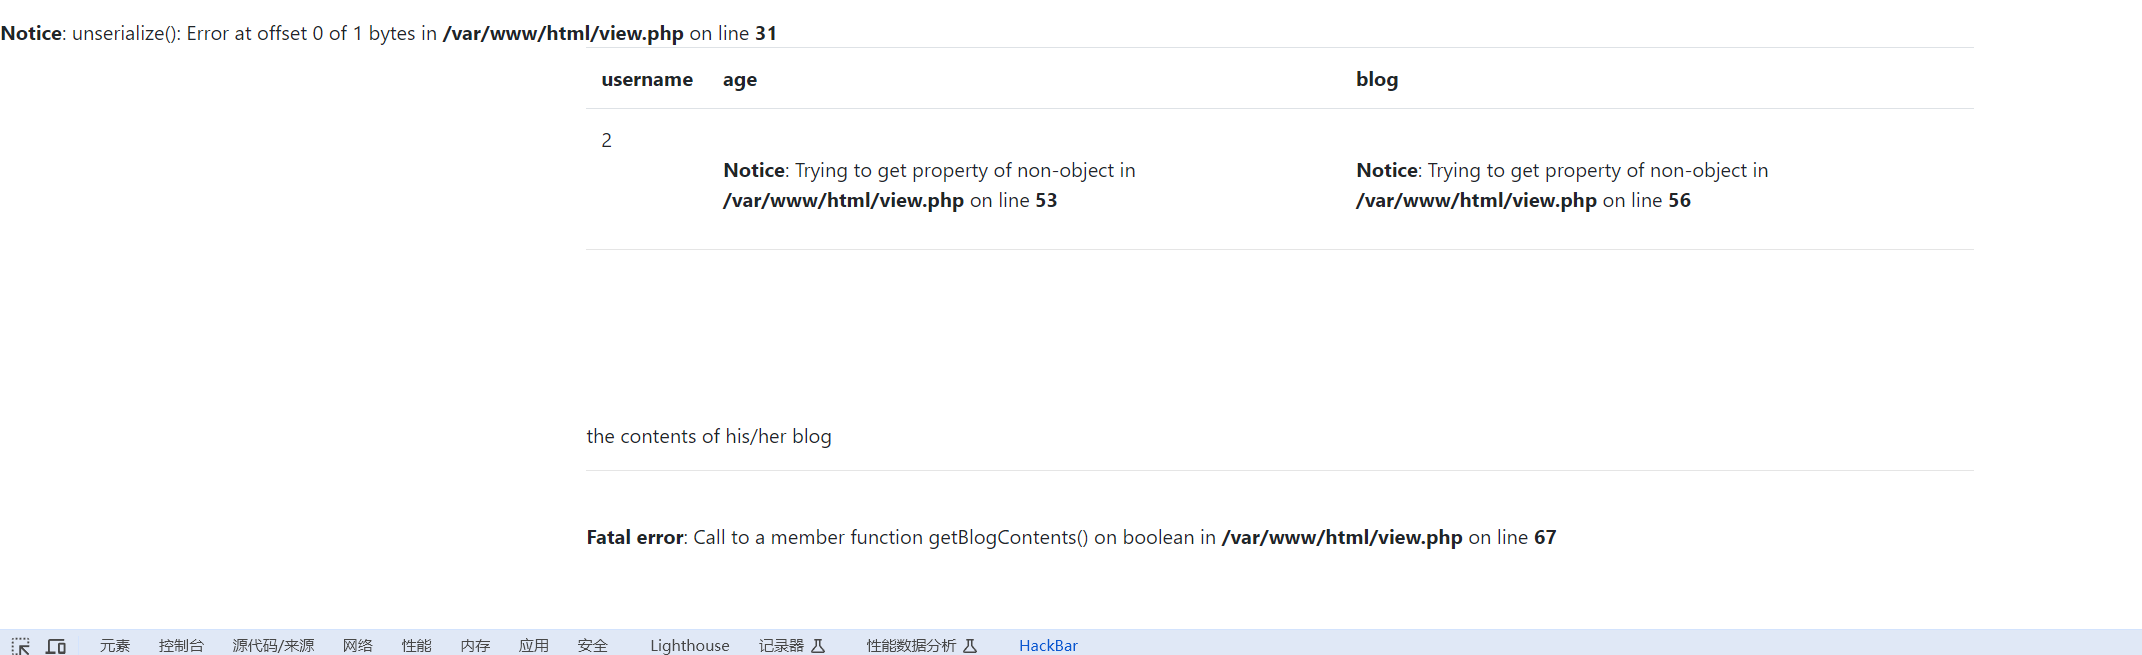 Notice: unserialize(): Error at offset 0 of 1 bytes in /var/www/html/view.php on line 31
username age blog
2
Notice: Trying to get property of non-object in
/var/www/html/view.php on line 53
Notice: Trying to get property of non-object in
/var/www/html/view.php on line 56
the contents of his/her blog
Fatal error: Call to a member function getBlogContents() on boolean in /var/www/html/view.php on line 67
元素 控制台 源代码/来源 网络 性能 内存 应用 安全 Lighthouse 记录器 性能数据分析 HackBar